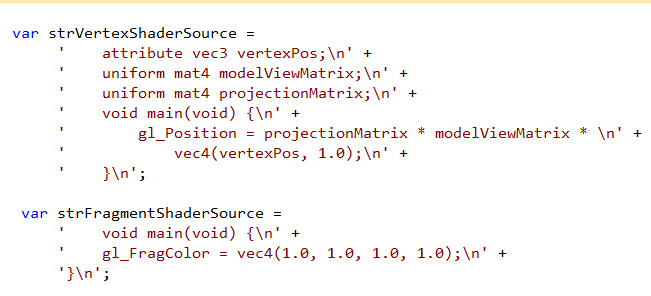 var strVertexShaderSource =
'    attribute vec3 vertexPos;\n' +
'    uniform mat4 modelViewMatrix;\n' +
'    uniform mat4 projectionMatrix;\n' +
'    void main(void) {\n' +
'        gl_Position = projectionMatrix * modelViewMatrix * \n' +
'            vec4(vertexPos, 1.0);\n' +
'    }\n';
var strFragmentShaderSource =
'    void main(void) {\n' +
'    gl_FragColor = vec4(1.0, 1.0, 1.0, 1.0);\n' +
'}\n';